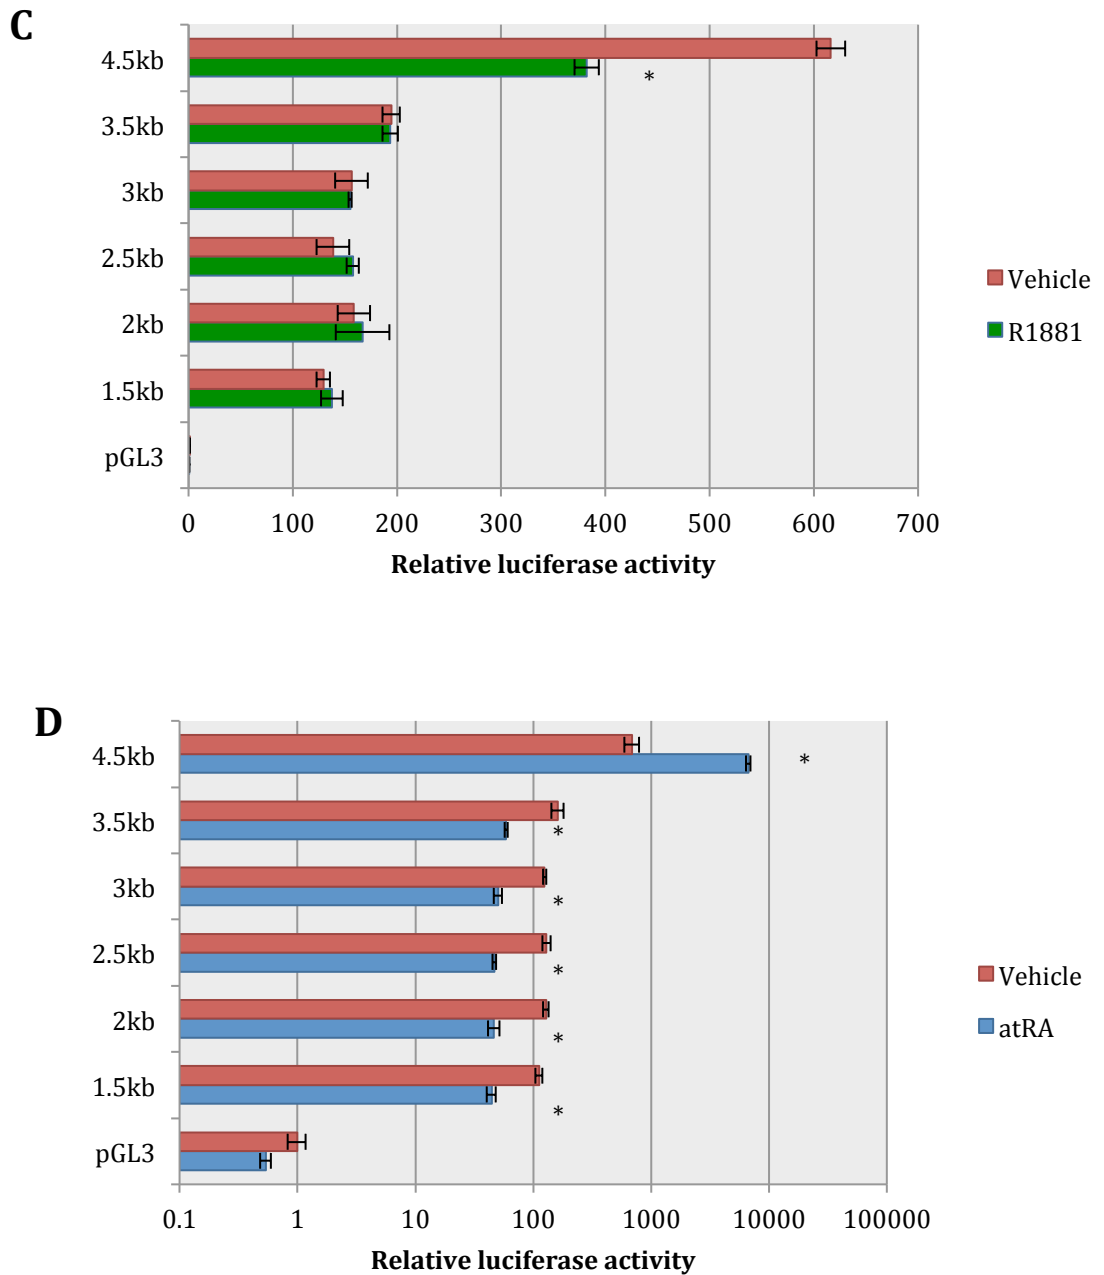 C
4.5kb
*
3.5kb
3kb
2.5kb
Vehicle
2kb
R1881
1.5kb
pGL3
0 100 200 300 400 500 600 700
Relative luciferase activity
D
4.5kb
*
3.5kb
*
3kb
*
2.5kb
*
Vehicle
2kb
*
atRA
1.5kb
*
pGL3
0.1 1 10 100 1000 10000 100000
Relative luciferase activity